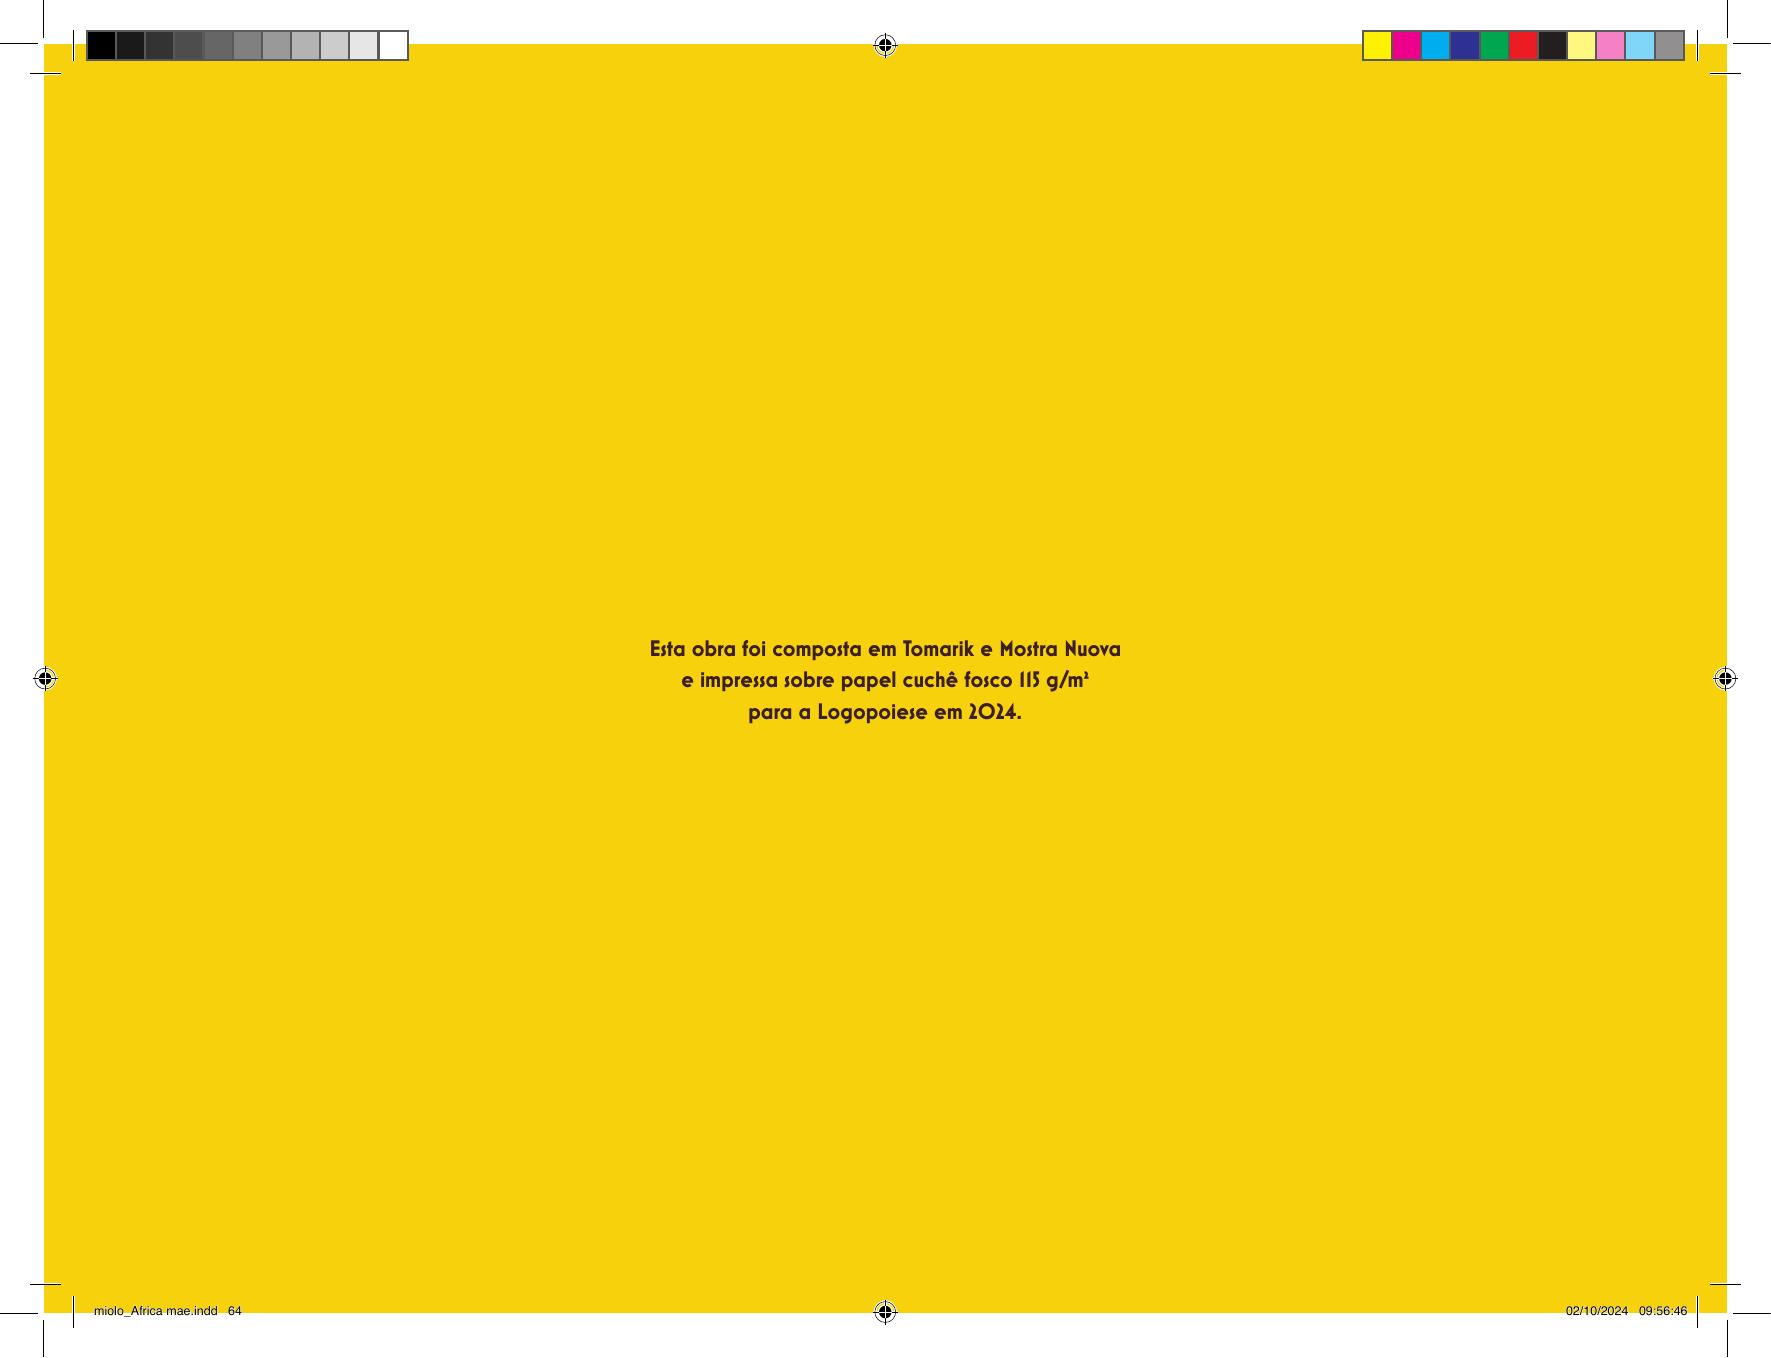 Esta obra foi composta em Tomarik e Mostra Nuova
e impressa sobre papel cuchê fosco 115 g/m²
para a Logopoiese em 2024.
miolo_Africa mae.indd   64
02/10/2024   09:56:46